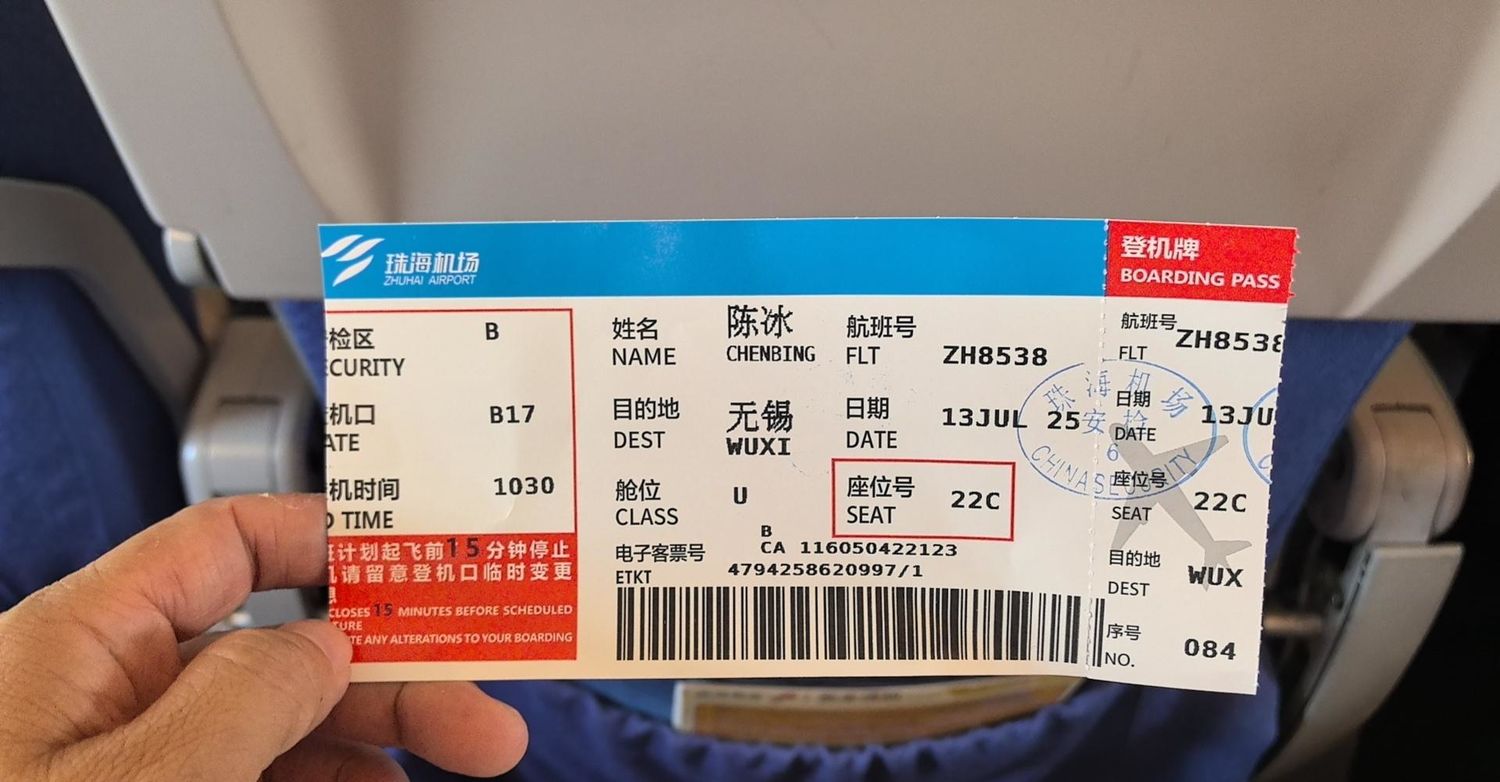 珠海机场
ZHUHAI AIRPORT
检区 B
CURITY
机口 B17
ATE
机时间 1030
TIME
计划起飞前15分钟停止
请留意登机口临时变更
息
CLOSES 15 MINUTES BEFORE SCHEDULED
TURE
TE ANY ALTERATIONS TO YOUR BOARDING
姓名 陈冰
NAME CHENBING
航班号
FLT ZH8538
目的地 无锡
DEST WUXI
日期
DATE 13JUL 25
舱位
CLASS U
座位号
SEAT 22C
B
电子客票号 CA 116050422123
ETKT 4794258620997/1
登机牌
BOARDING PASS
航班号 ZH8538
FLT
日期 13JU
DATE
座位号 22C
SEAT
目的地 WUX
DEST
序号 084
NO.
珠海机场
安检
6
CHINASECURITY